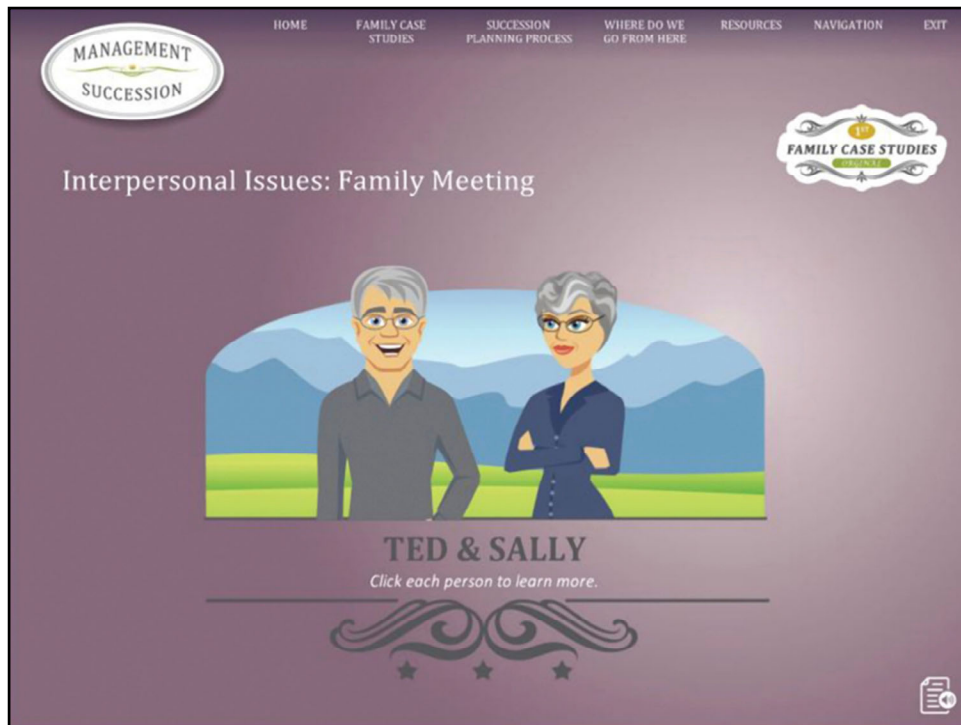 HOME
FAMILY CASE
STUDIES
SUCCESSION
PLANNING PROCESS
WHERE DO WE
GO FROM HERE
RESOURCES
NAVIGATION
EXIT
MANAGEMENT
SUCCESSION
1ST
FAMILY CASE STUDIES
ORIGINAL
Interpersonal Issues: Family Meeting
TED & SALLY
Click each person to learn more.